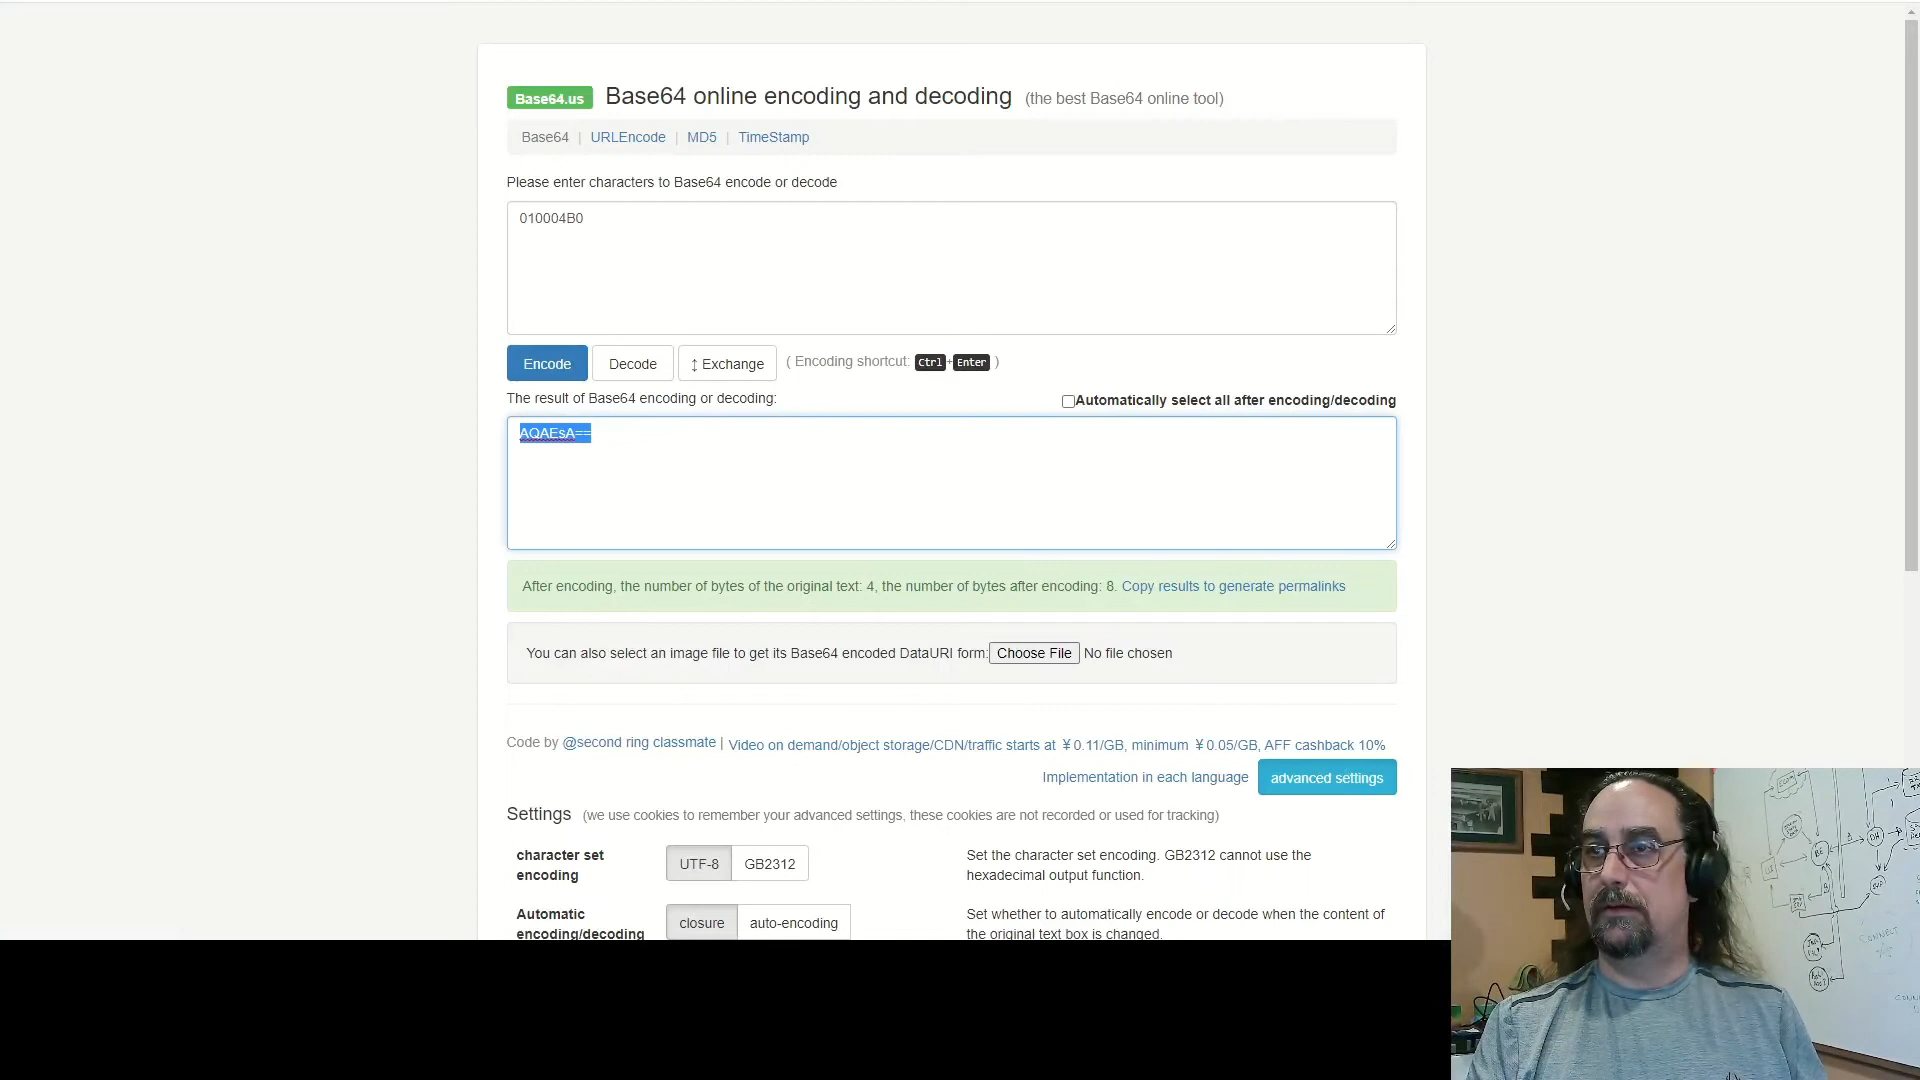 Base64.us Base64 online encoding and decoding (the best Base64 online tool)
Base64 | URLEncode | MD5 | TimeStamp
Please enter characters to Base64 encode or decode
010004B0
Encode Decode ↕ Exchange ( Encoding shortcut: Ctrl+Enter )
The result of Base64 encoding or decoding: Automatically select all after encoding/decoding
AQAEsA==
After encoding, the number of bytes of the original text: 4, the number of bytes after encoding: 8. Copy results to generate permalinks
You can also select an image file to get its Base64 encoded DataURI form: Choose File No file chosen
Code by @second ring classmate | Video on demand/object storage/CDN/traffic starts at ¥0.11/GB, minimum ¥0.05/GB, AFF cashback 10%
Implementation in each language advanced settings
Settings (we use cookies to remember your advanced settings, these cookies are not recorded or used for tracking)
character set
encoding
UTF-8 GB2312
Set the character set encoding. GB2312 cannot use the
hexadecimal output function.
Automatic
encoding/decoding
closure auto-encoding
Set whether to automatically encode or decode when the content of
the original text box is changed.
CONNECT